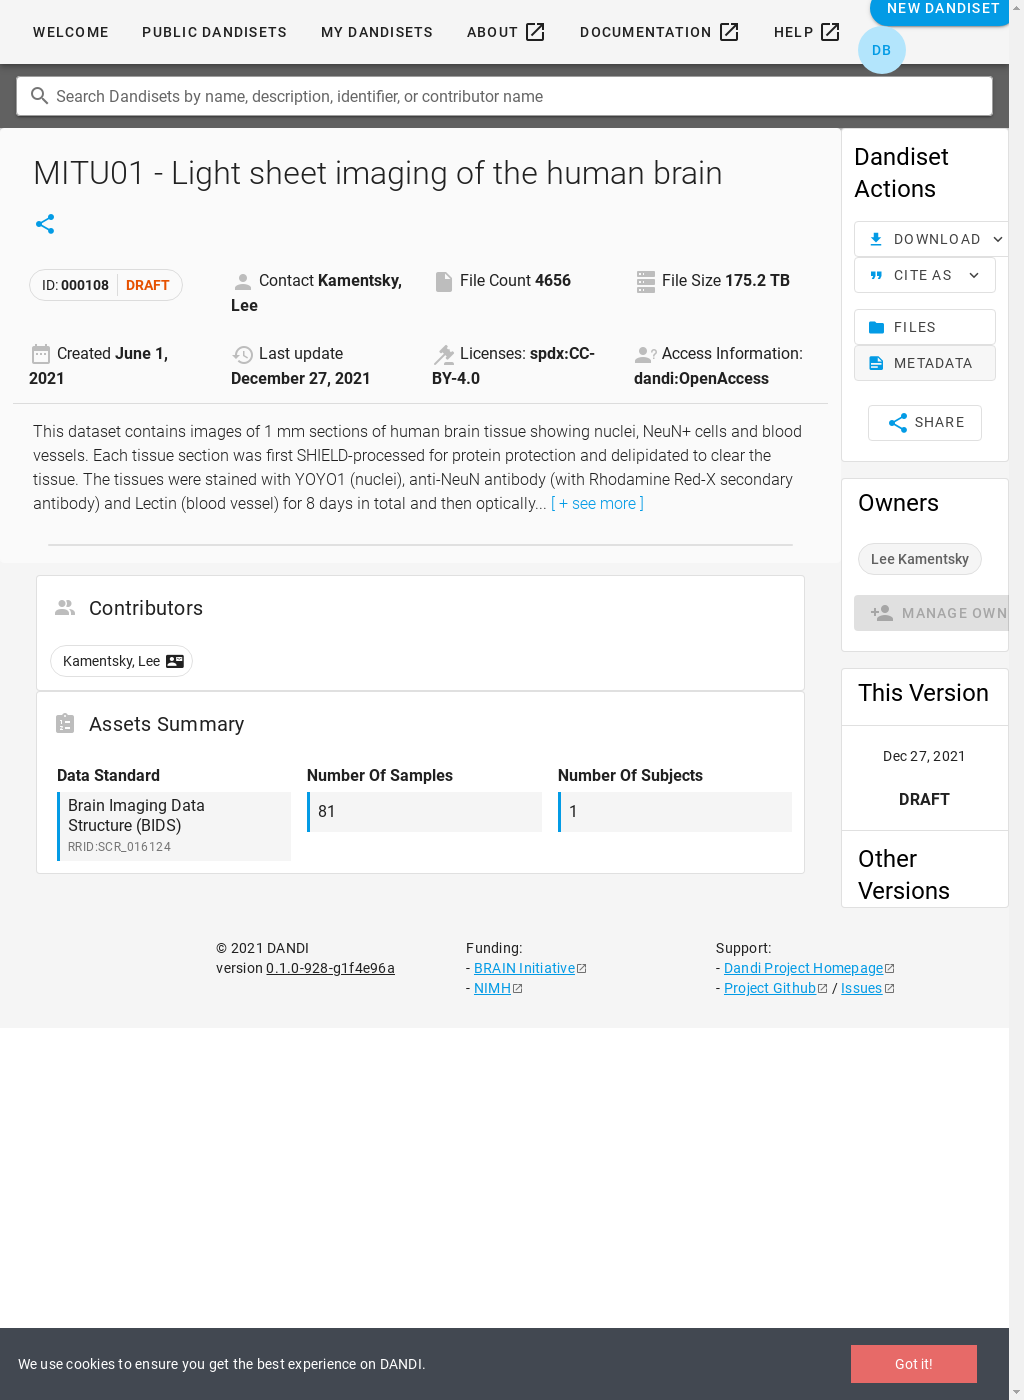 WELCOME
PUBLIC DANDISETS
MY DANDISETS
ABOUT
DOCUMENTATION
HELP
NEW DANDISET
DB
Search Dandisets by name, description, identifier, or contributor name
MITU01 - Light sheet imaging of the human brain
ID: 000108 DRAFT
Contact Kamentsky,
Lee
File Count 4656
File Size 175.2 TB
Created June 1,
2021
Last update
December 27, 2021
Licenses: spdx:CC-
BY-4.0
Access Information:
dandi:OpenAccess
This dataset contains images of 1 mm sections of human brain tissue showing nuclei, NeuN+ cells and blood
vessels. Each tissue section was first SHIELD-processed for protein protection and delipidated to clear the
tissue. The tissues were stained with YOYO1 (nuclei), anti-NeuN antibody (with Rhodamine Red-X secondary
antibody) and Lectin (blood vessel) for 8 days in total and then optically... [ + see more ]
Contributors
Kamentsky, Lee
Assets Summary
Data Standard
Brain Imaging Data
Structure (BIDS)
RRID:SCR_016124
Number Of Samples
81
Number Of Subjects
1
Dandiset
Actions
DOWNLOAD
CITE AS
FILES
METADATA
SHARE
Owners
Lee Kamentsky
MANAGE OWN
This Version
Dec 27, 2021
DRAFT
Other
Versions
© 2021 DANDI
version 0.1.0-928-g1f4e96a
Funding:
- BRAIN Initiative
- NIMH
Support:
- Dandi Project Homepage
- Project Github / Issues
We use cookies to ensure you get the best experience on DANDI.
Got it!